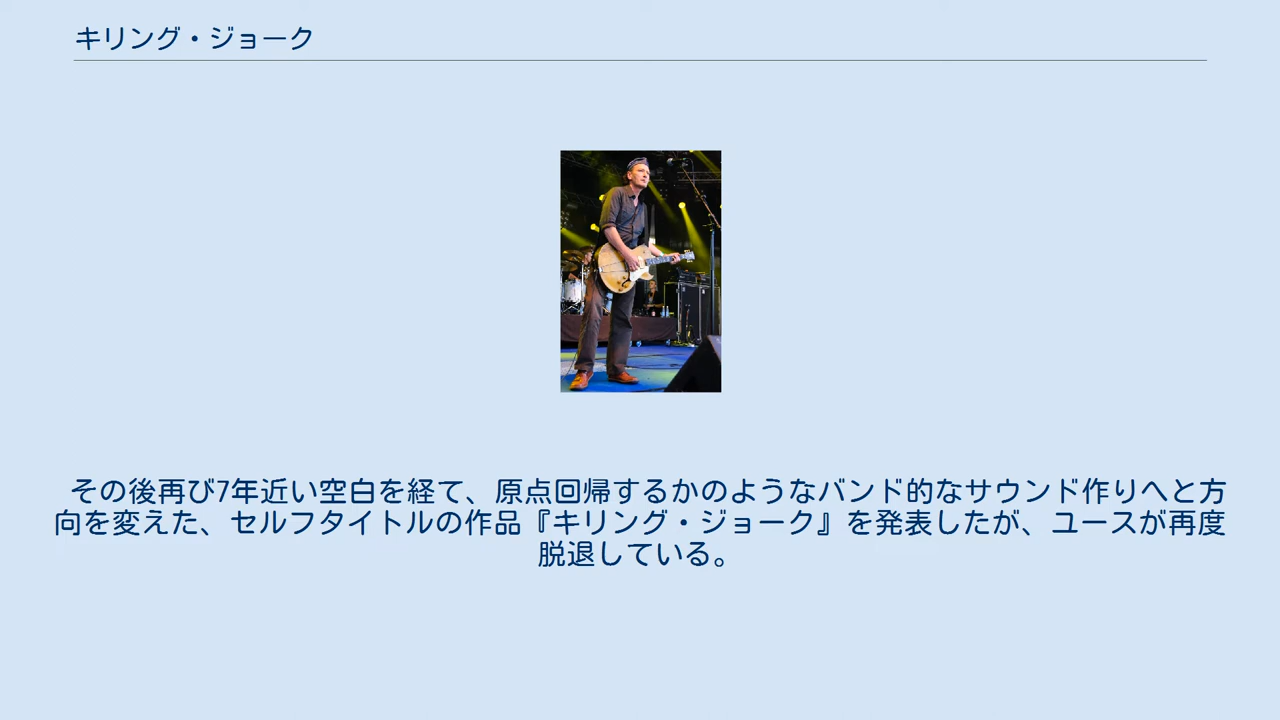 キリング・ジョーク
その後再び7年近い空白を経て、原点回帰するかのようなバンド的なサウンド作りへと方
向を変えた、セルフタイトルの作品『キリング・ジョーク』を発表したが、ユースが再度
脱退している。